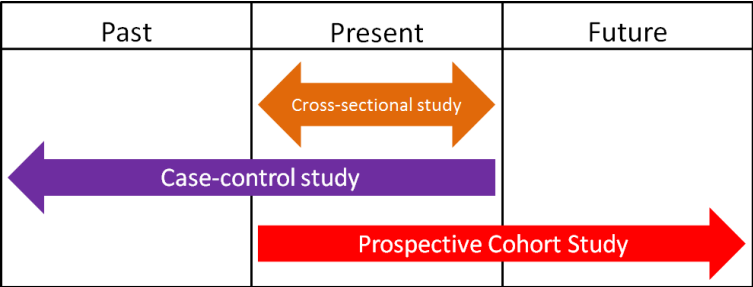 Past
Present
Future
Cross-sectional study
Case-control study
Prospective Cohort Study